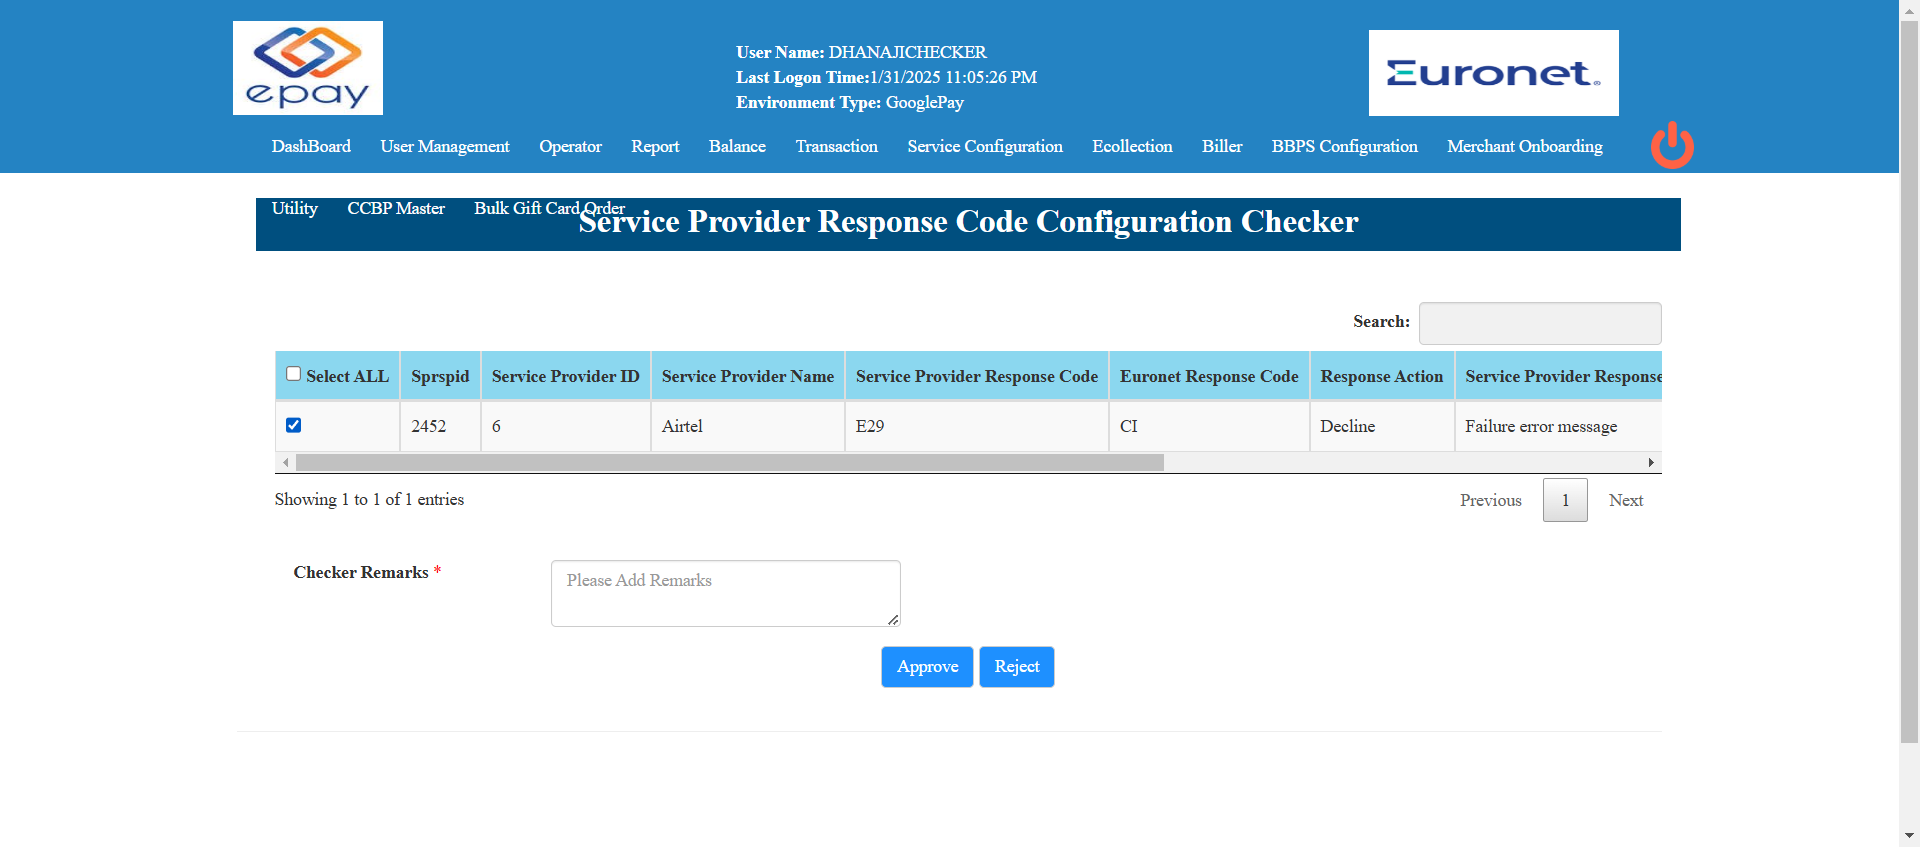 epay
User Name: DHANAJICHECKER
Last Logon Time:1/31/2025 11:05:26 PM
Environment Type: GooglePay
Euronet
DashBoard User Management Operator Report Balance Transaction Service Configuration Ecollection Biller BBPS Configuration Merchant Onboarding
Utility CCBP Master Bulk Gift Card Order
Service Provider Response Code Configuration Checker
Search:
Select ALL Sprspid Service Provider ID Service Provider Name Service Provider Response Code Euronet Response Code Response Action Service Provider Response
2452 6 Airtel E29 CI Decline Failure error message
Showing 1 to 1 of 1 entries
Previous 1 Next
Checker Remarks *
Please Add Remarks
Approve Reject